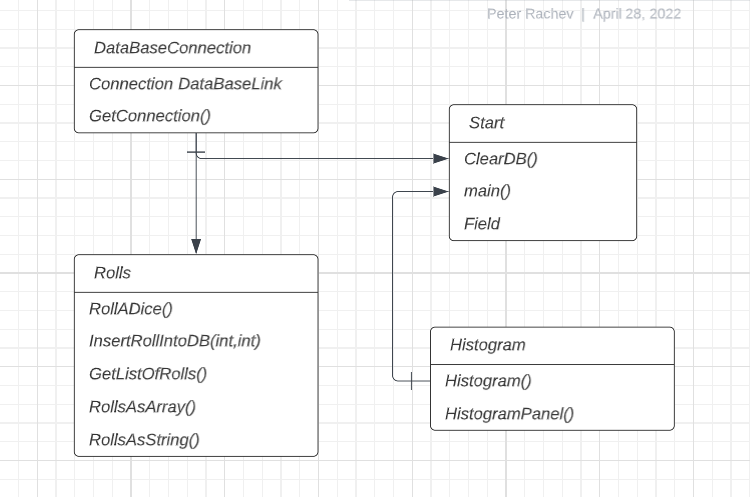 Peter Rachev | April 28, 2022
DataBaseConnection
Connection DataBaseLink
GetConnection()
Start
ClearDB()
main()
Field
Rolls
RollADice()
InsertRollIntoDB(int,int)
GetListOfRolls()
RollsAsArray()
RollsAsString()
Histogram
Histogram()
HistogramPanel()